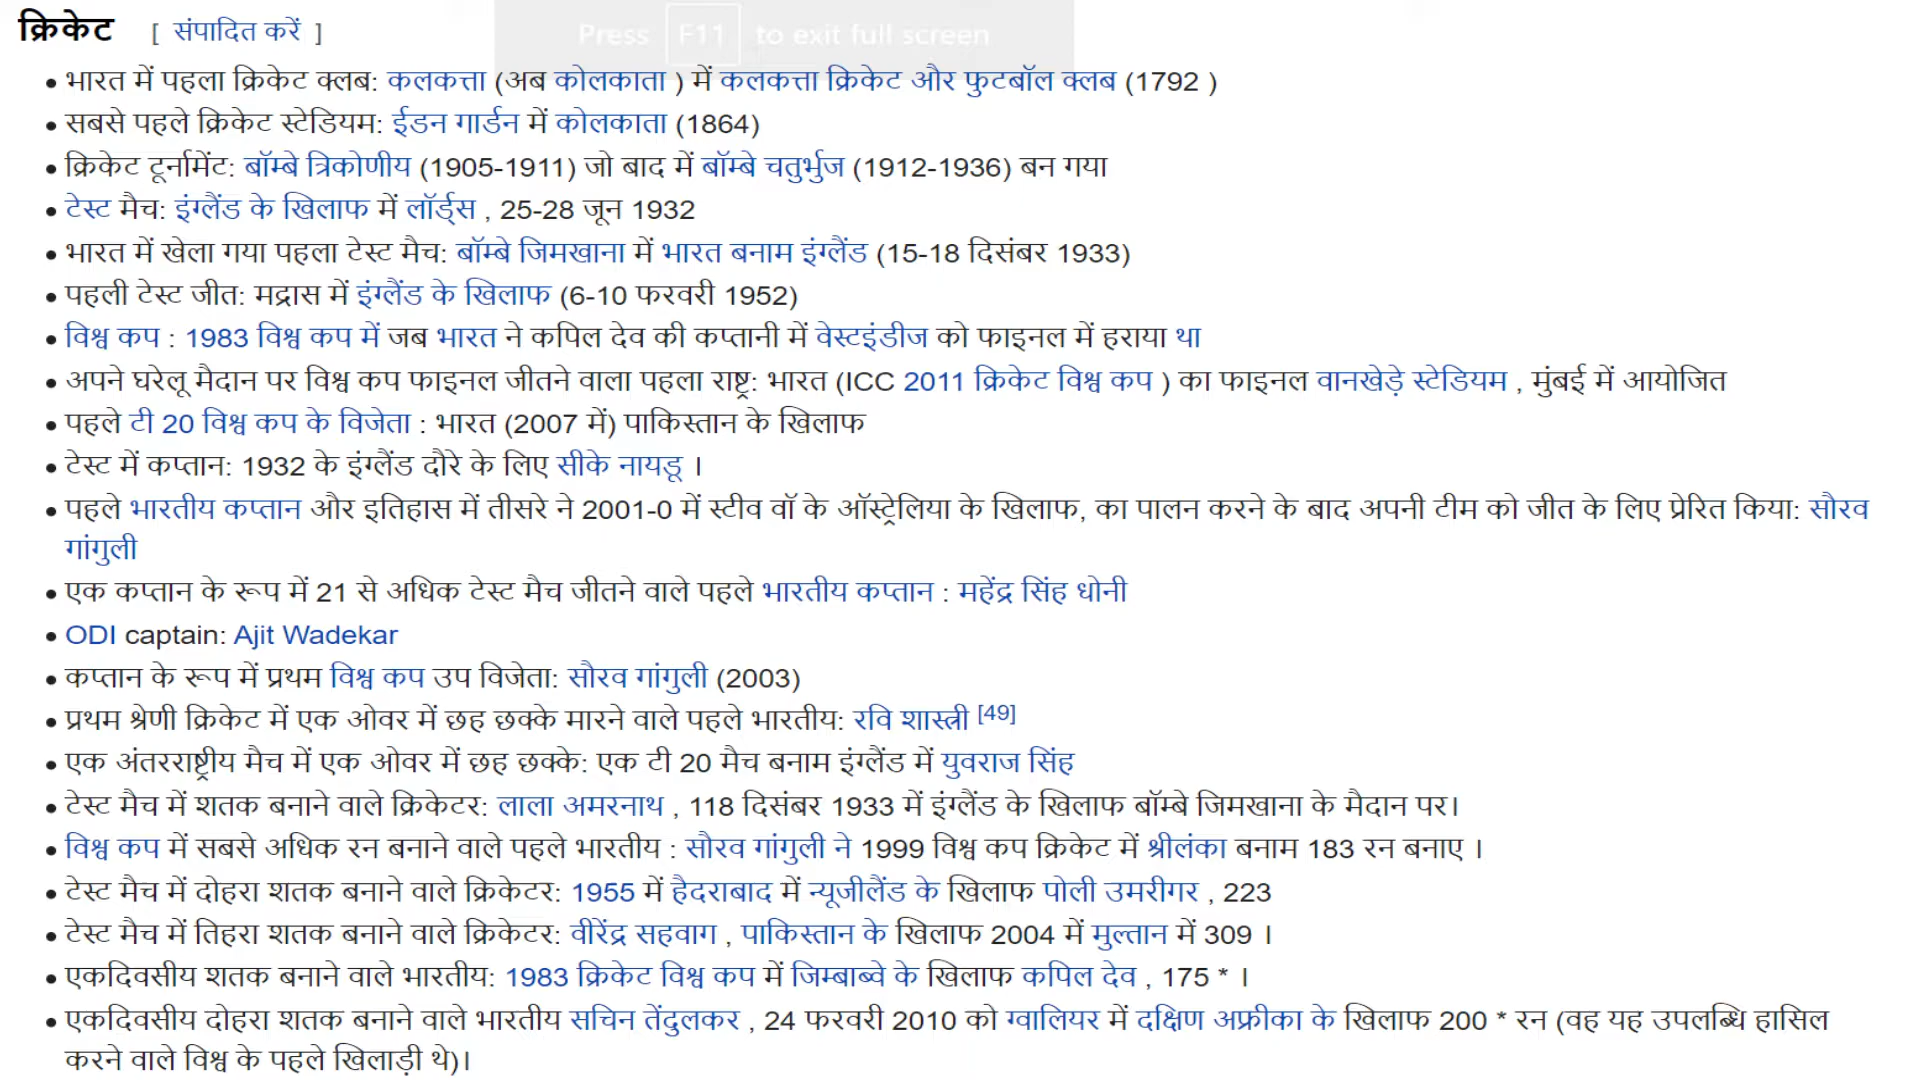 क्रिकेट [ संपादित करें ]
Press F11 to exit full screen
• भारत में पहला क्रिकेट क्लब: कलकत्ता (अब कोलकाता ) में कलकत्ता क्रिकेट और फुटबॉल क्लब (1792 )
• सबसे पहले क्रिकेट स्टेडियम: ईडन गार्डन में कोलकाता (1864)
• क्रिकेट टूर्नामेंट: बॉम्बे त्रिकोणीय (1905-1911) जो बाद में बॉम्बे चतुर्भुज (1912-1936) बन गया
• टेस्ट मैच: इंग्लैंड के खिलाफ में लॉर्ड्स , 25-28 जून 1932
• भारत में खेला गया पहला टेस्ट मैच: बॉम्बे जिमखाना में भारत बनाम इंग्लैंड (15-18 दिसंबर 1933)
• पहली टेस्ट जीत: मद्रास में इंग्लैंड के खिलाफ (6-10 फरवरी 1952)
• विश्व कप : 1983 विश्व कप में जब भारत ने कपिल देव की कप्तानी में वेस्टइंडीज को फाइनल में हराया था
• अपने घरेलू मैदान पर विश्व कप फाइनल जीतने वाला पहला राष्ट्र: भारत (ICC 2011 क्रिकेट विश्व कप ) का फाइनल वानखेड़े स्टेडियम , मुंबई में आयोजित
• पहले टी 20 विश्व कप के विजेता : भारत (2007 में) पाकिस्तान के खिलाफ
• टेस्ट में कप्तान: 1932 के इंग्लैंड दौरे के लिए सीके नायडू ।
• पहले भारतीय कप्तान और इतिहास में तीसरे ने 2001-0 में स्टीव वॉ के ऑस्ट्रेलिया के खिलाफ, का पालन करने के बाद अपनी टीम को जीत के लिए प्रेरित किया: सौरव
गांगुली
• एक कप्तान के रूप में 21 से अधिक टेस्ट मैच जीतने वाले पहले भारतीय कप्तान : महेंद्र सिंह धोनी
• ODI captain: Ajit Wadekar
• कप्तान के रूप में प्रथम विश्व कप उप विजेता: सौरव गांगुली (2003)
• प्रथम श्रेणी क्रिकेट में एक ओवर में छह छक्के मारने वाले पहले भारतीय: रवि शास्त्री [49]
• एक अंतरराष्ट्रीय मैच में एक ओवर में छह छक्के: एक टी 20 मैच बनाम इंग्लैंड में युवराज सिंह
• टेस्ट मैच में शतक बनाने वाले क्रिकेटर: लाला अमरनाथ , 118 दिसंबर 1933 में इंग्लैंड के खिलाफ बॉम्बे जिमखाना के मैदान पर।
• विश्व कप में सबसे अधिक रन बनाने वाले पहले भारतीय : सौरव गांगुली ने 1999 विश्व कप क्रिकेट में श्रीलंका बनाम 183 रन बनाए ।
• टेस्ट मैच में दोहरा शतक बनाने वाले क्रिकेटर: 1955 में हैदराबाद में न्यूजीलैंड के खिलाफ पोली उमरीगर , 223
• टेस्ट मैच में तिहरा शतक बनाने वाले क्रिकेटर: वीरेंद्र सहवाग , पाकिस्तान के खिलाफ 2004 में मुल्तान में 309 ।
• एकदिवसीय शतक बनाने वाले भारतीय: 1983 क्रिकेट विश्व कप में जिम्बाब्वे के खिलाफ कपिल देव , 175 * ।
• एकदिवसीय दोहरा शतक बनाने वाले भारतीय सचिन तेंदुलकर , 24 फरवरी 2010 को ग्वालियर में दक्षिण अफ्रीका के खिलाफ 200 * रन (वह यह उपलब्धि हासिल
करने वाले विश्व के पहले खिलाड़ी थे)।